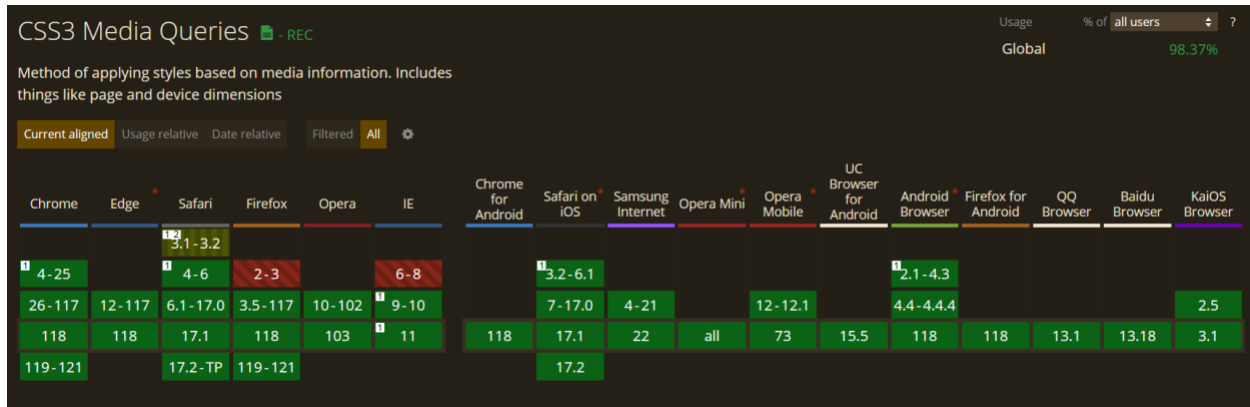 CSS3 Media Queries - REC
Usage % of all users ?
Global 98.37%
Method of applying styles based on media information. Includes
things like page and device dimensions
Current aligned Usage relative Date relative Filtered All
Chrome Edge * Safari Firefox Opera IE Chrome for Android Safari on iOS * Samsung Internet Opera Mini * Opera Mobile * UC Browser for Android Android Browser * Firefox for Android QQ Browser Baidu Browser KaiOS Browser
1 2 3.1-3.2
1 4-25 1 4-6 2-3 6-8 1 3.2-6.1 1 2.1-4.3
26-117 12-117 6.1-17.0 3.5-117 10-102 1 9-10 7-17.0 4-21 12-12.1 4.4-4.4.4 2.5
118 118 17.1 118 103 1 11 118 17.1 22 all 73 15.5 118 118 13.1 13.18 3.1
119-121 17.2-TP 119-121 17.2